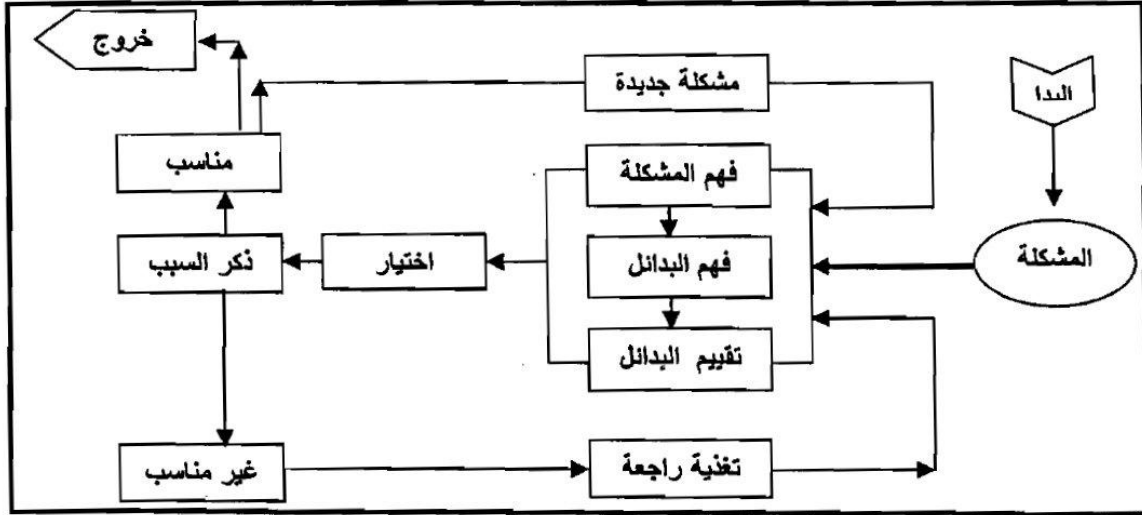 خروج
مشكلة جديدة
البدا
مناسب
فهم المشكلة
المشكلة
ذكر السبب
اختيار
فهم البدائل
تقييم البدائل
غير مناسب
تغذية راجعة